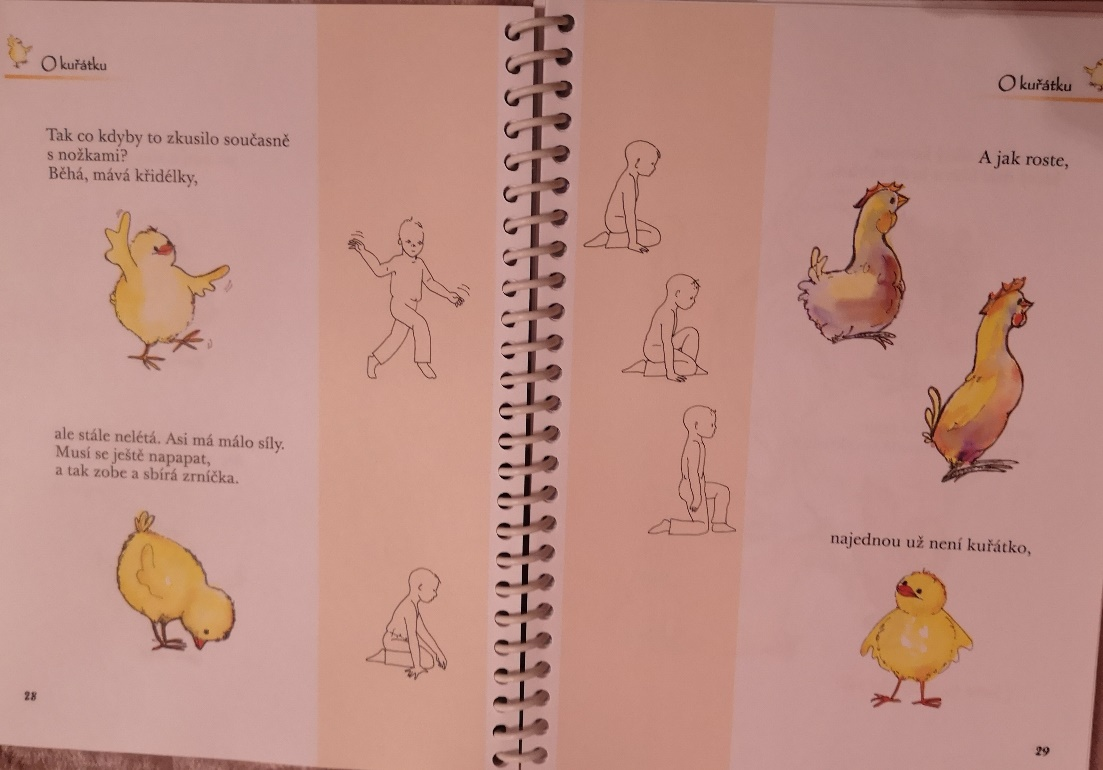 O kuřátku
Tak co kdyby to zkusilo současně
s nožkami?
Běhá, mává křidélky,
ale stále nelétá. Asi má málo síly.
Musí se ještě napapat,
a tak zobe a sbírá zrníčka.
28
O kuřátku
A jak roste,
najednou už není kuřátko,
29